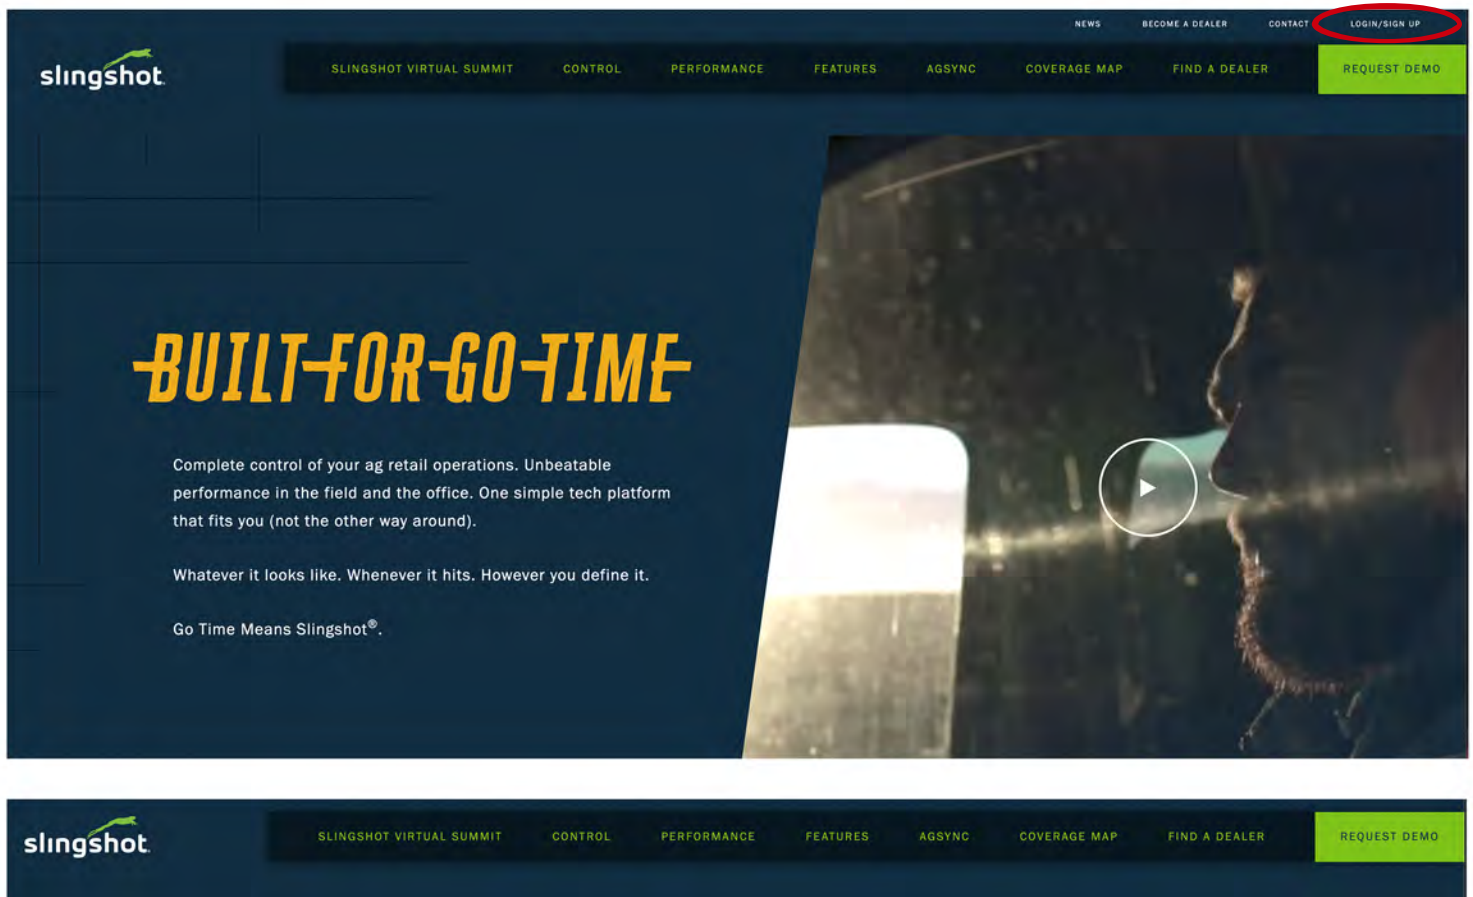 NEWS BECOME A DEALER CONTACT LOGIN/SIGN UP
slingshot
SLINGSHOT VIRTUAL SUMMIT CONTROL PERFORMANCE FEATURES AGSYNC COVERAGE MAP FIND A DEALER REQUEST DEMO
BUILT FOR GO TIME
Complete control of your ag retail operations. Unbeatable
performance in the field and the office. One simple tech platform
that fits you (not the other way around).
Whatever it looks like. Whenever it hits. However you define it.
Go Time Means Slingshot®.
slingshot
SLINGSHOT VIRTUAL SUMMIT CONTROL PERFORMANCE FEATURES AGSYNC COVERAGE MAP FIND A DEALER REQUEST DEMO